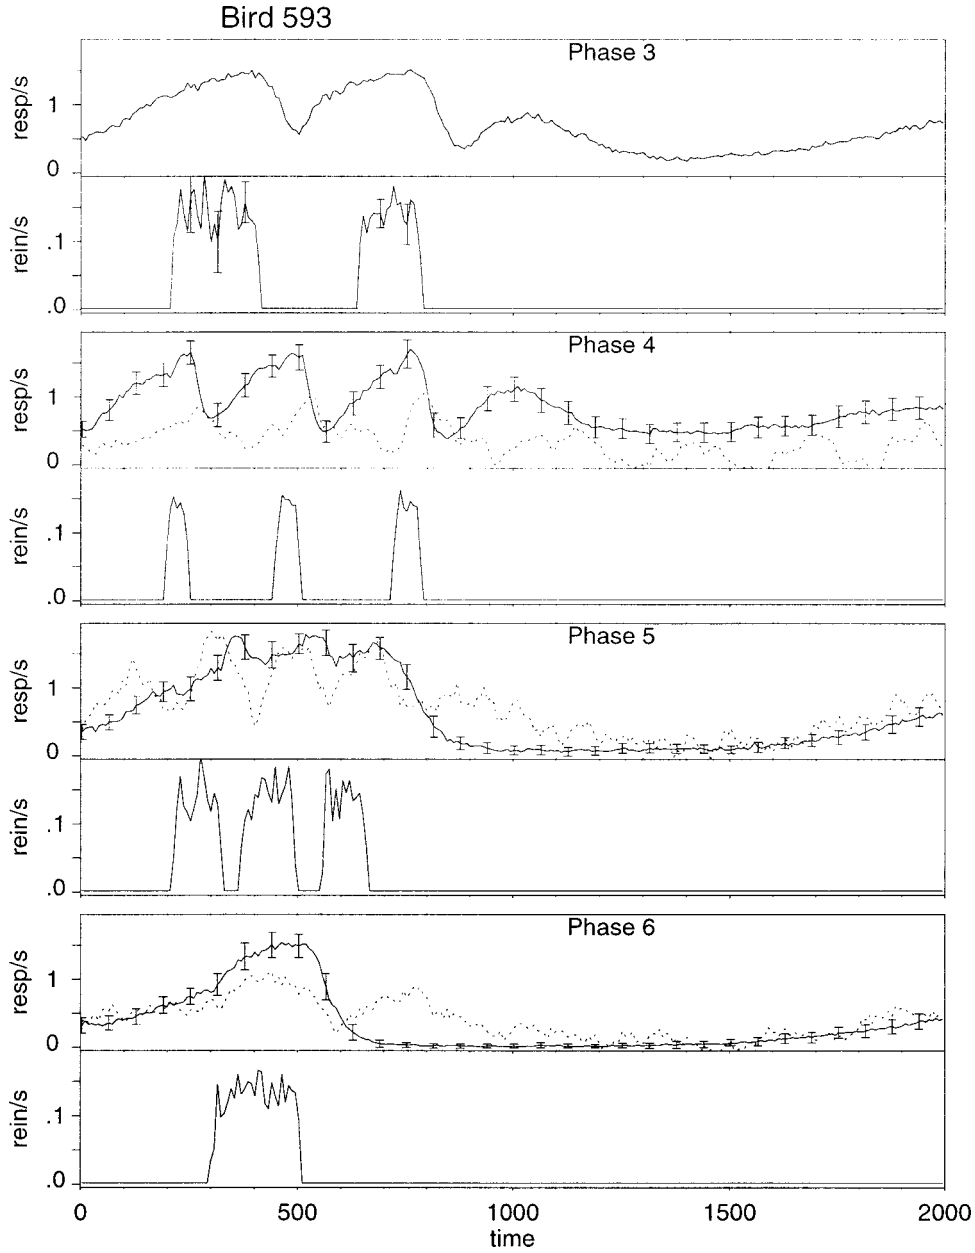 Bird 593
Phase 3
resp/s
1
0
rein/s
.1
.0
Phase 4
resp/s
1
0
rein/s
.1
.0
Phase 5
resp/s
1
0
rein/s
.1
.0
Phase 6
resp/s
1
0
rein/s
.1
.0
0 500 1000 1500 2000
time